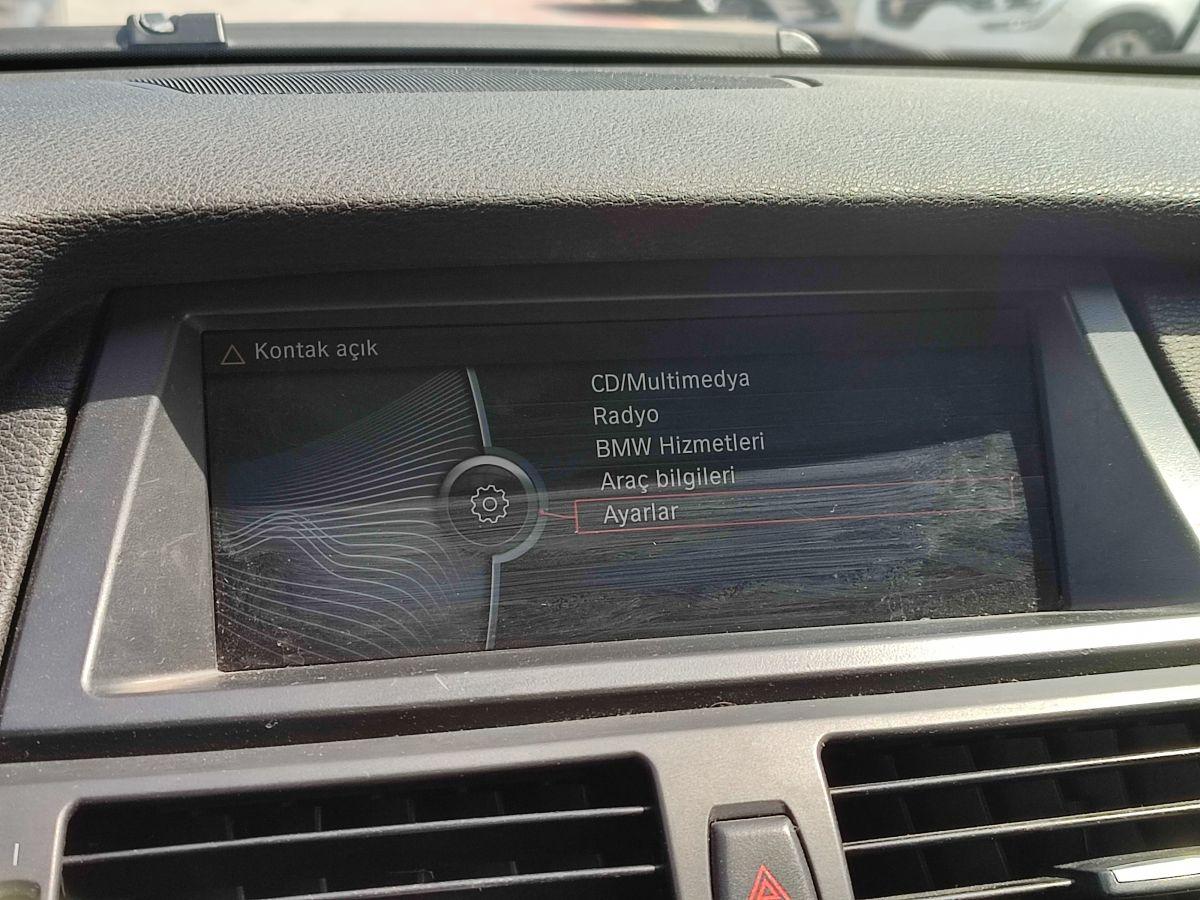 Kontak açık
CD/Multimedya
Radyo
BMW Hizmetleri
Araç bilgileri
Ayarlar